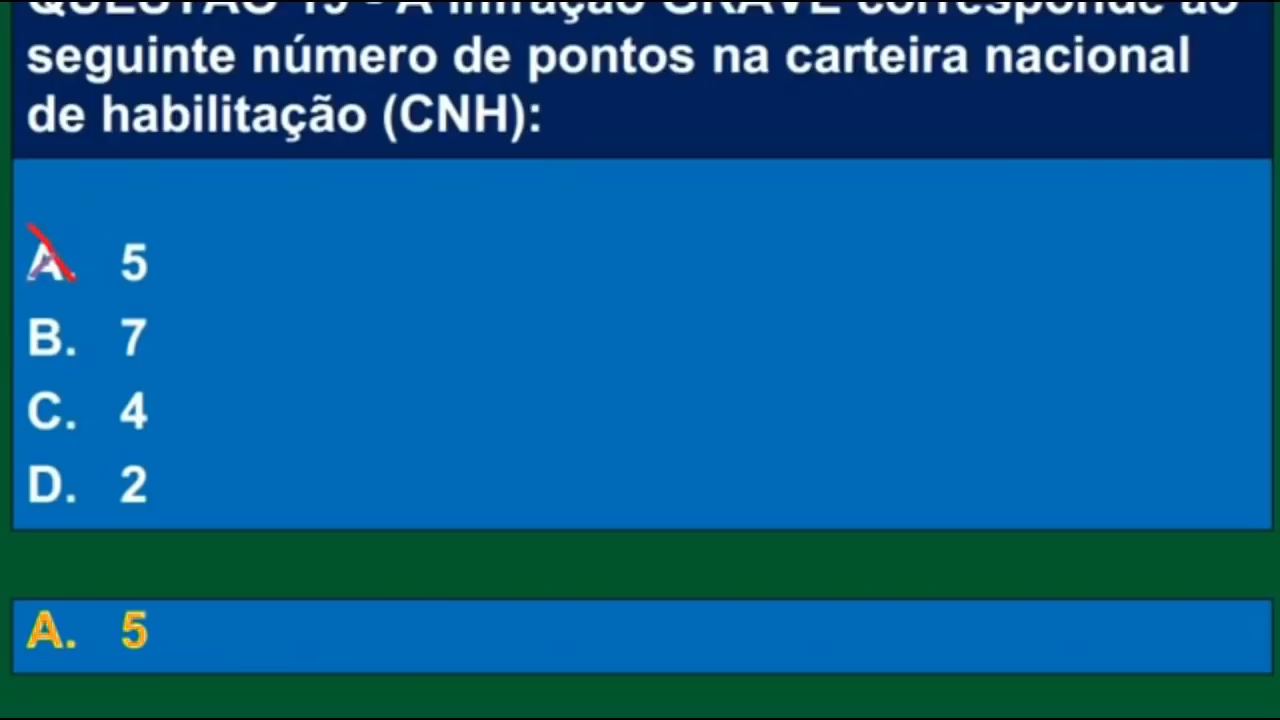 QUESTÃO 19 - A infração GRAVE corresponde ao
seguinte número de pontos na carteira nacional
de habilitação (CNH):
A. 5
B. 7
C. 4
D. 2
A. 5